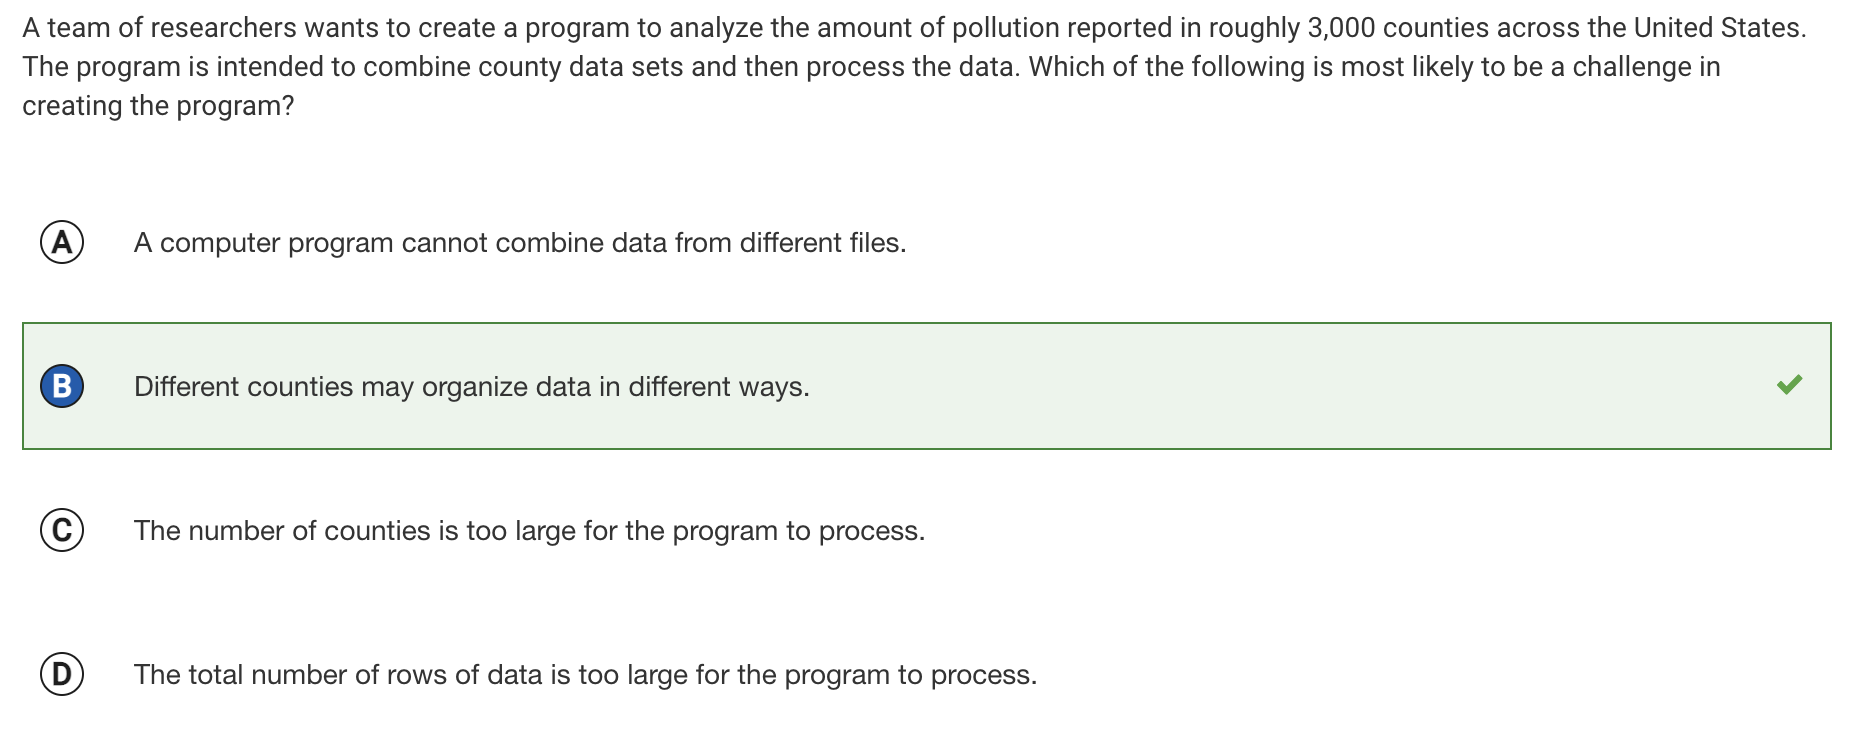 A team of researchers wants to create a program to analyze the amount of pollution reported in roughly 3,000 counties across the United States.
The program is intended to combine county data sets and then process the data. Which of the following is most likely to be a challenge in
creating the program?
A A computer program cannot combine data from different files.
B Different counties may organize data in different ways.
C The number of counties is too large for the program to process.
D The total number of rows of data is too large for the program to process.